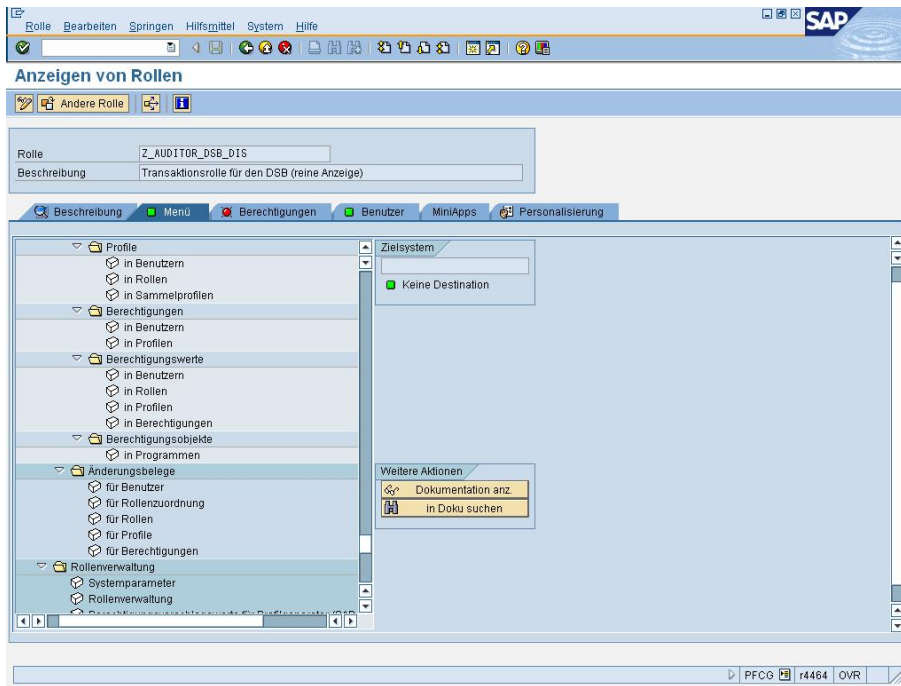 Rolle Bearbeiten Springen Hilfsmittel System Hilfe
SAP
Anzeigen von Rollen
Andere Rolle
Rolle Z_AUDITOR_DSB_DIS
Beschreibung Transaktionsrolle für den DSB (reine Anzeige)
Beschreibung Menü Berechtigungen Benutzer MiniApps Personalisierung
Profile
in Benutzern
in Rollen
in Sammelprofilen
Berechtigungen
in Benutzern
in Profilen
Berechtigungswerte
in Benutzern
in Rollen
in Profilen
in Berechtigungen
Berechtigungsobjekte
in Programmen
Änderungsbelege
für Benutzer
für Rollenzuordnung
für Rollen
für Profile
für Berechtigungen
Rollenverwaltung
Systemparameter
Rollenverwaltung
Zielsystem
Keine Destination
Weitere Aktionen
Dokumentation anz.
in Doku suchen
PFCG r4464 OVR